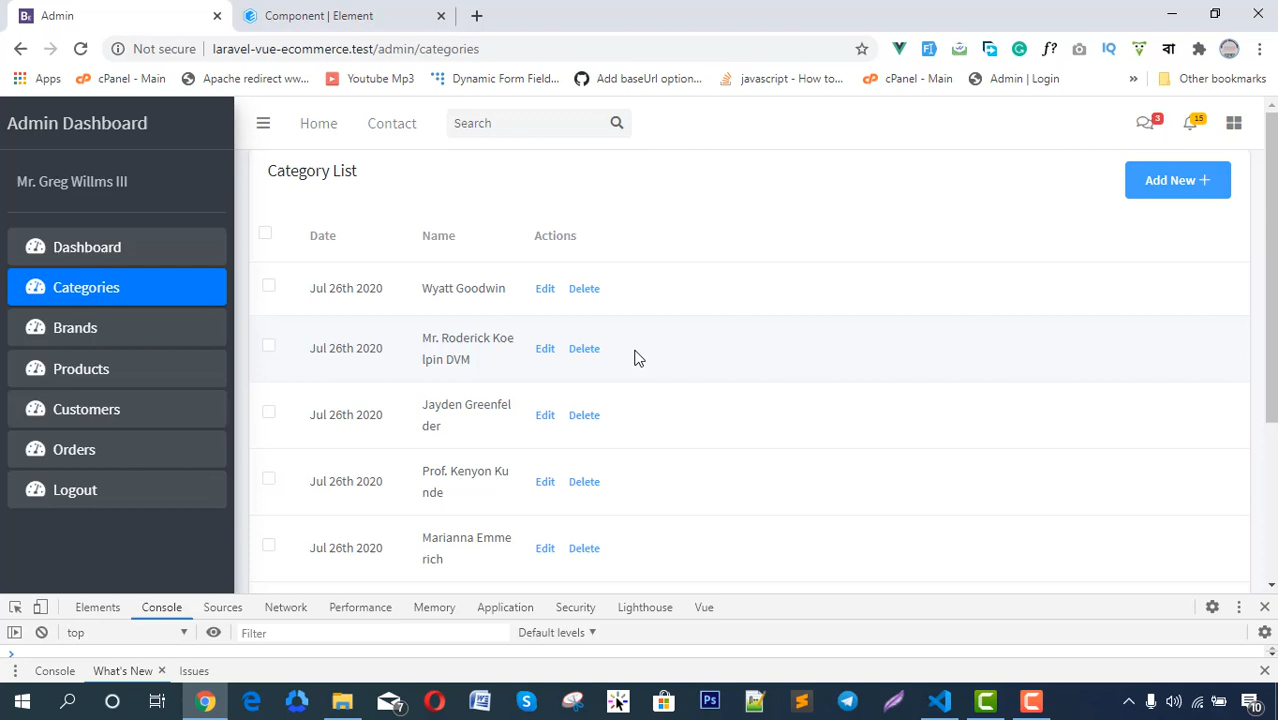 Admin
Component | Element
Not secure | laravel-vue-ecommerce.test/admin/categories
Apps
cPanel - Main
Apache redirect ww...
Youtube Mp3
Dynamic Form Field...
Add baseUrl option...
javascript - How to...
cPanel - Main
Admin | Login
Other bookmarks
Admin Dashboard
Home
Contact
Search
3
15
Mr. Greg Willms III
Dashboard
Categories
Brands
Products
Customers
Orders
Logout
Category List
Add New +
Date Name Actions
Jul 26th 2020 Wyatt Goodwin Edit Delete
Mr. Roderick Koe
Jul 26th 2020 Edit Delete
lpin DVM
Jayden Greenfel
Jul 26th 2020 Edit Delete
der
Prof. Kenyon Ku
Jul 26th 2020 Edit Delete
nde
Marianna Emme
Jul 26th 2020 Edit Delete
rich
Elements Console Sources Network Performance Memory Application Security Lighthouse Vue
top Filter Default levels
Console What's New Issues
7
10